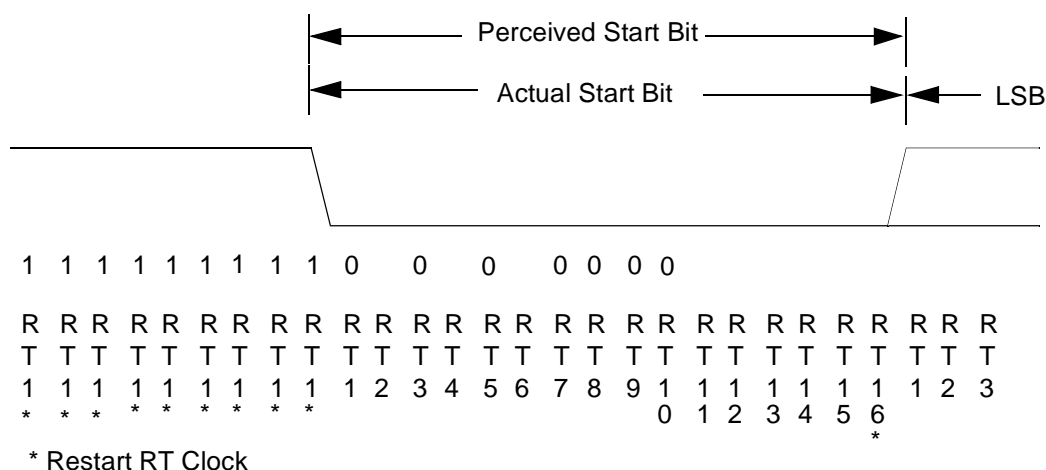 Perceived Start Bit
Actual Start Bit
LSB
1 1 1 1 1 1 1 1 1 0 0 0 0 0 0 0
R R R R R R R R R R R R R R R R R R R R R R R R R R R R
T T T T T T T T T T T T T T T T T T T T T T T T T T T T
1 1 1 1 1 1 1 1 1 1 2 3 4 5 6 7 8 9 1 1 1 1 1 1 1 1 2 3
* * * * * * * * * 0 1 2 3 4 5 6
*
* Restart RT Clock